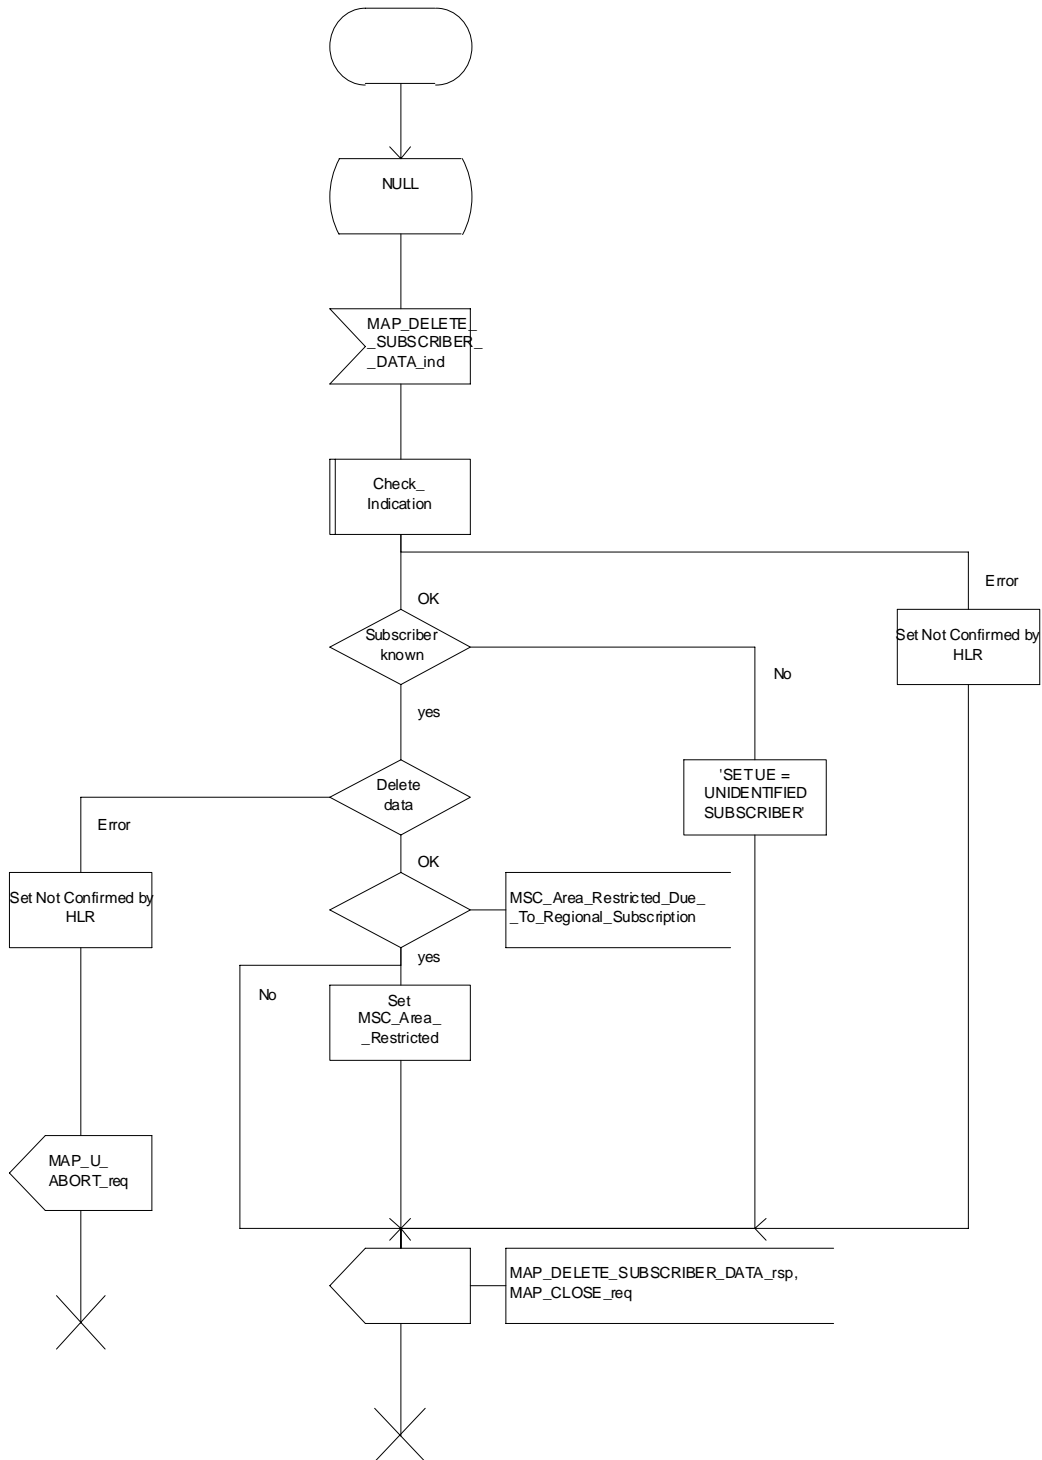 NULL
MAP_DELETE_
_SUBSCRIBER_
_DATA_ind
Check_
Indication
Error
OK
Subscriber
known
Set Not Confirmed by
HLR
No
yes
'SET UE =
UNIDENTIFIED
SUBSCRIBER'
Delete
data
Error
OK
Set Not Confirmed by
HLR
MSC_Area_Restricted_Due_
_To_Regional_Subscription
yes
No
Set
MSC_Area_
_Restricted
MAP_U_
ABORT_req
MAP_DELETE_SUBSCRIBER_DATA_rsp,
MAP_CLOSE_req